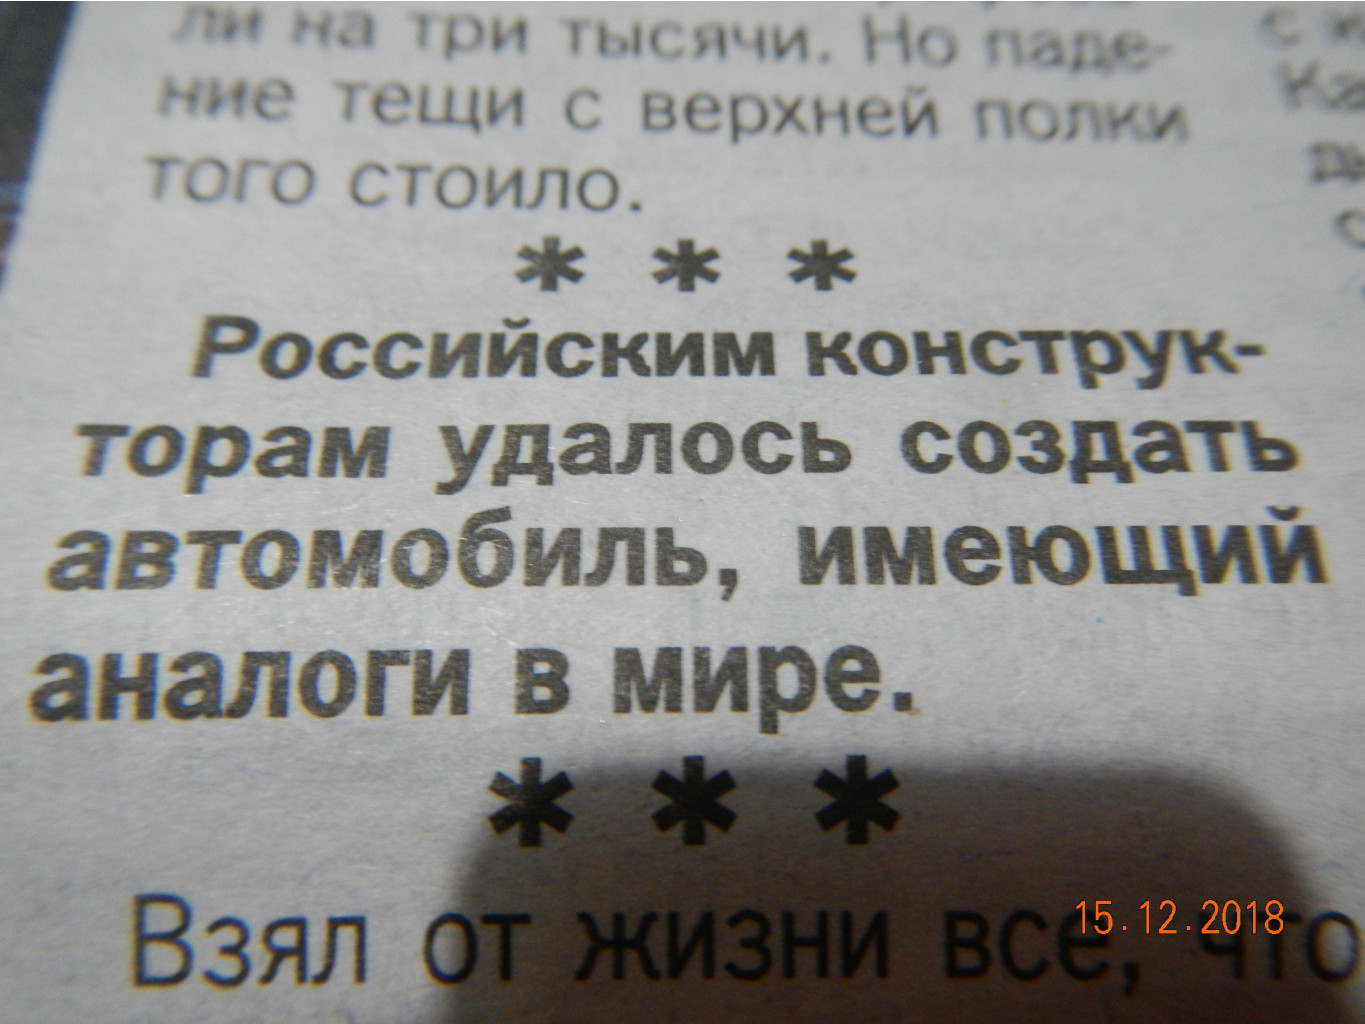 ли на три тысячи. Но паде-
ние тещи с верхней полки
того стоило.
* * *
Российским конструк-
торам удалось создать
автомобиль, имеющий
аналоги в мире.
* * *
Взял от жизни все, что
15.12.2018